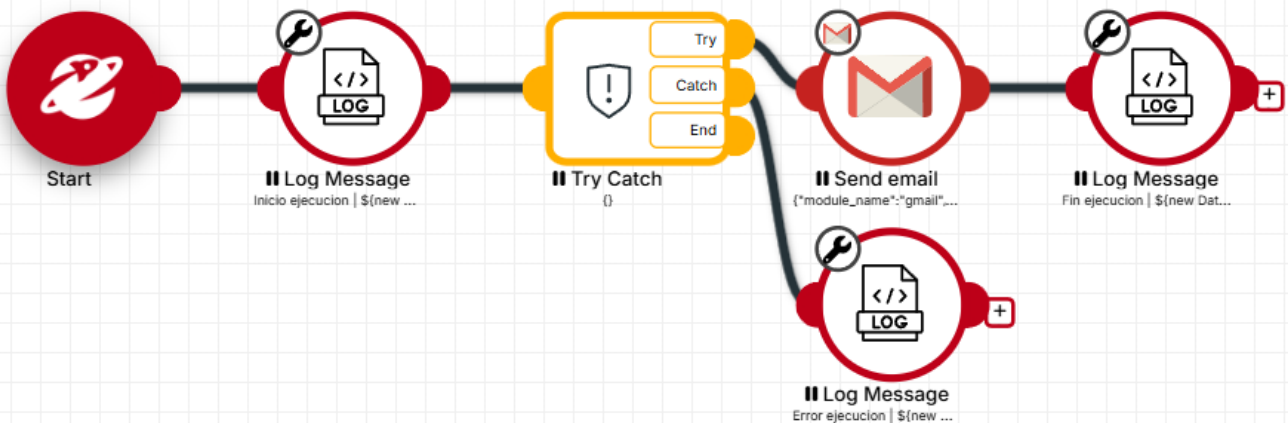 Try
Catch
End
LOG
LOG
Start
Log Message
Inicio ejecucion | ${new ...
Try Catch
{}
Send email
{"module_name":"gmail",...
Log Message
Fin ejecucion | ${new Dat...
LOG
Log Message
Error ejecucion | ${new ...